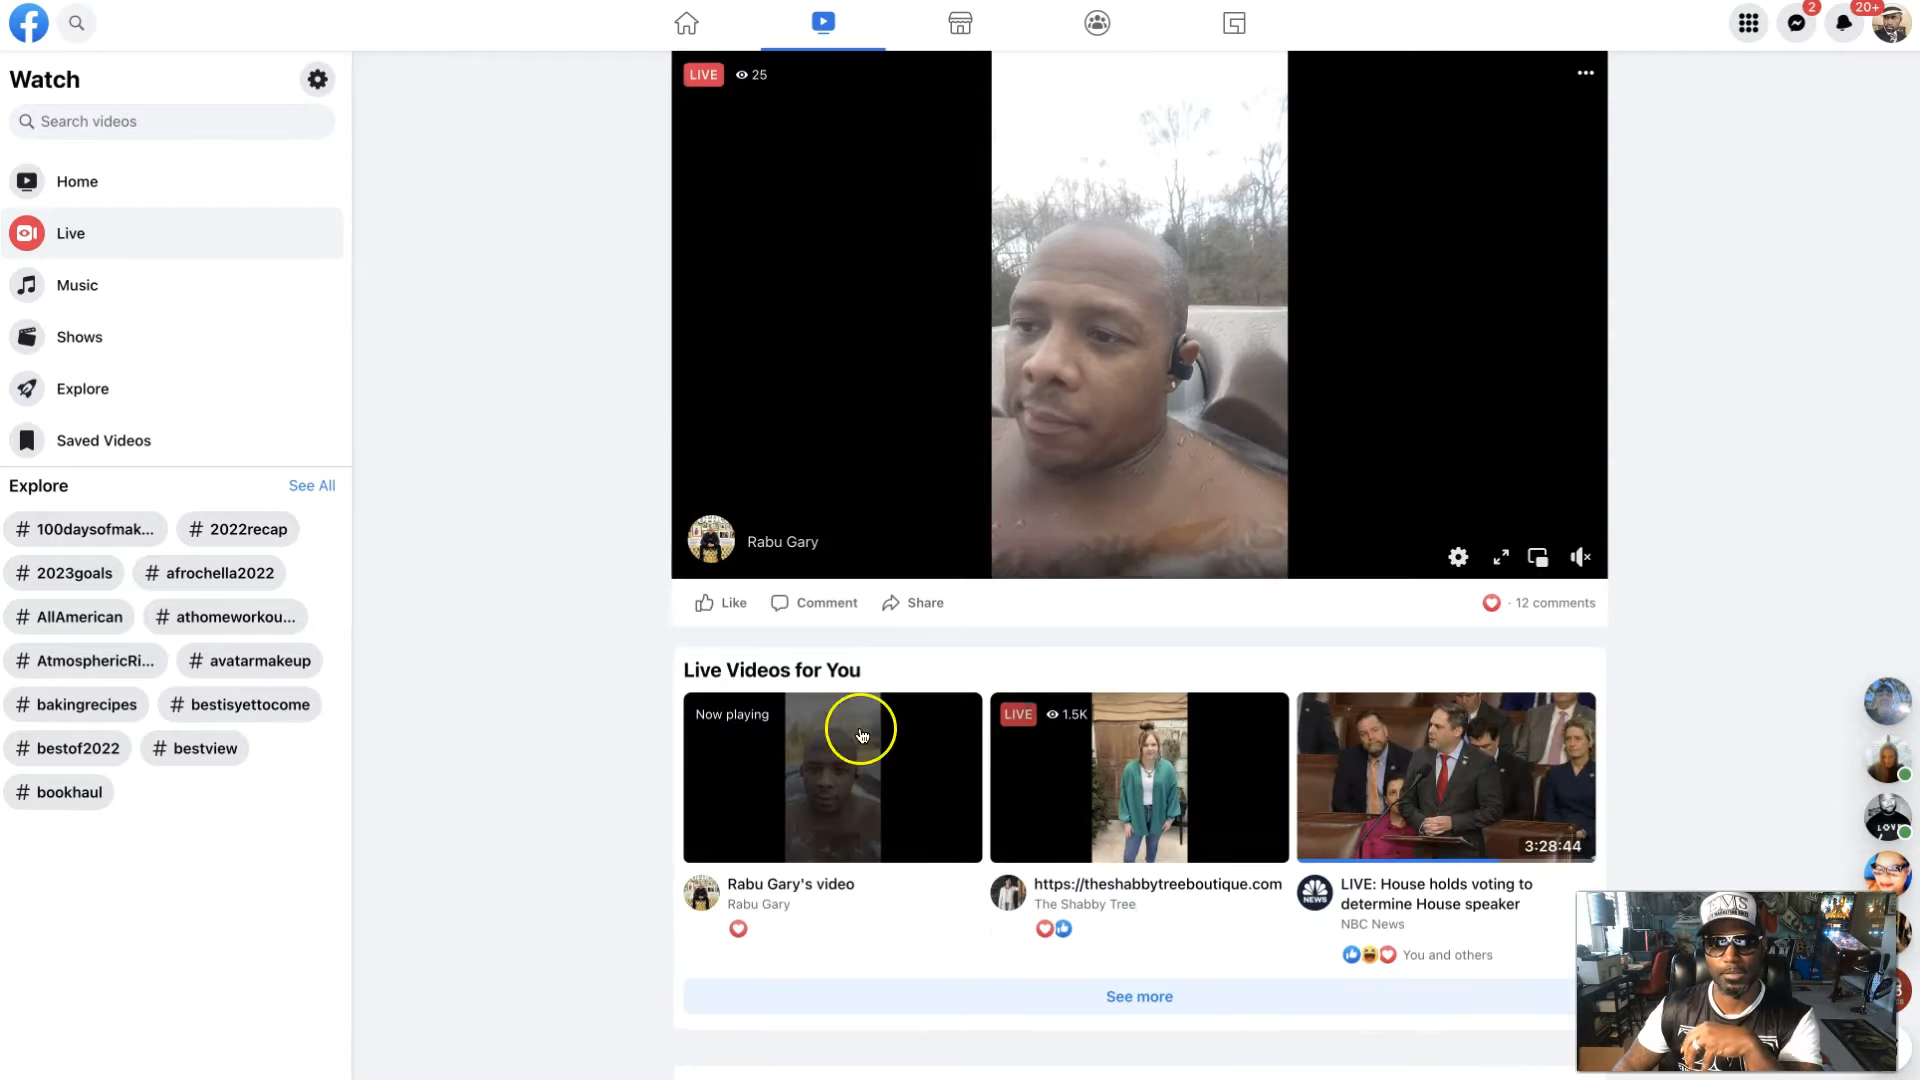 2
20+
Watch
Search videos
Home
Live
Music
Shows
Explore
Saved Videos
Explore
See All
# 100daysofmak...
# 2022recap
# 2023goals
# afrochella2022
# AllAmerican
# athomeworkou...
# AtmosphericRi...
# avatarmakeup
# bakingrecipes
# bestisyettocome
# bestof2022
# bestview
# bookhaul
LIVE
25
Rabu Gary
Like
Comment
Share
· 12 comments
Live Videos for You
Now playing
LIVE
1.5K
3:28:44
Rabu Gary's video
Rabu Gary
https://theshabbytreeboutique.com
The Shabby Tree
NEWS
LIVE: House holds voting to
determine House speaker
NBC News
You and others
See more
LOVE
EMS